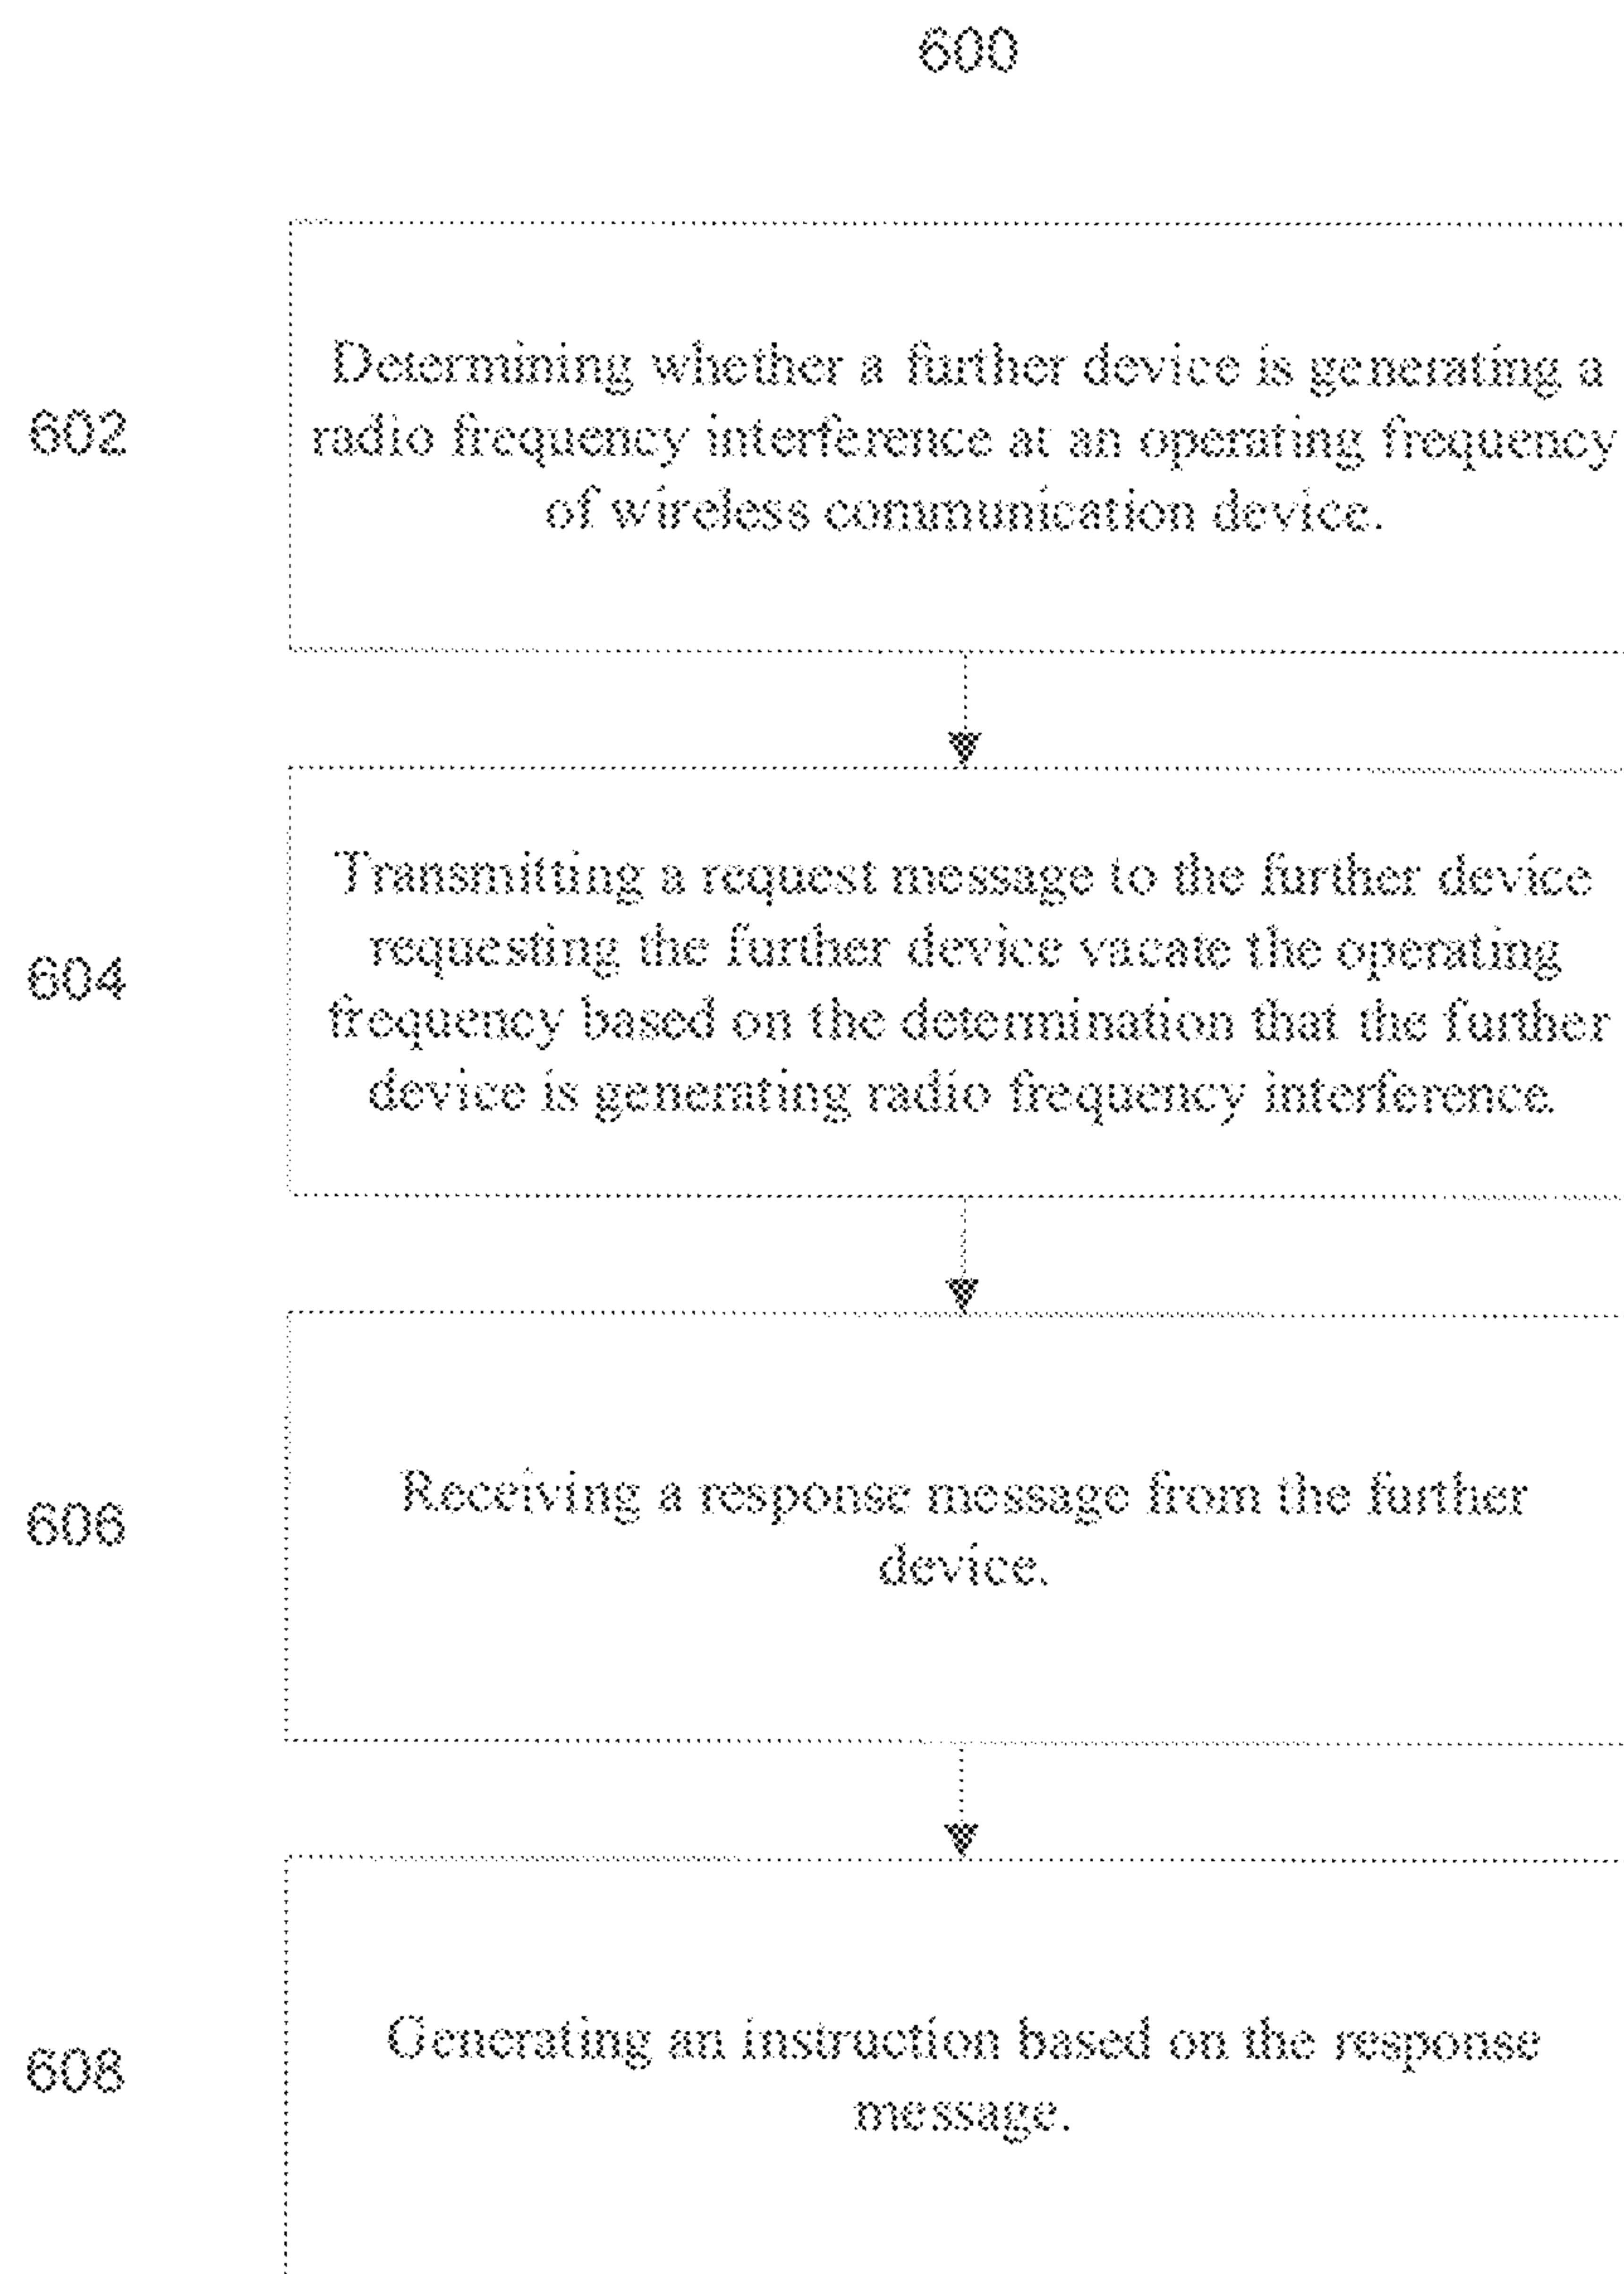 600
602
Determining whether a further device is generating a
radio frequency interference at an operating frequency
of wireless communication device.
604
Transmitting a request message to the further device
requesting the further device vacate the operating
frequency based on the determination that the further
device is generating radio frequency interference.
606
Receiving a response message from the further
device.
608
Generating an instruction based on the response
message.